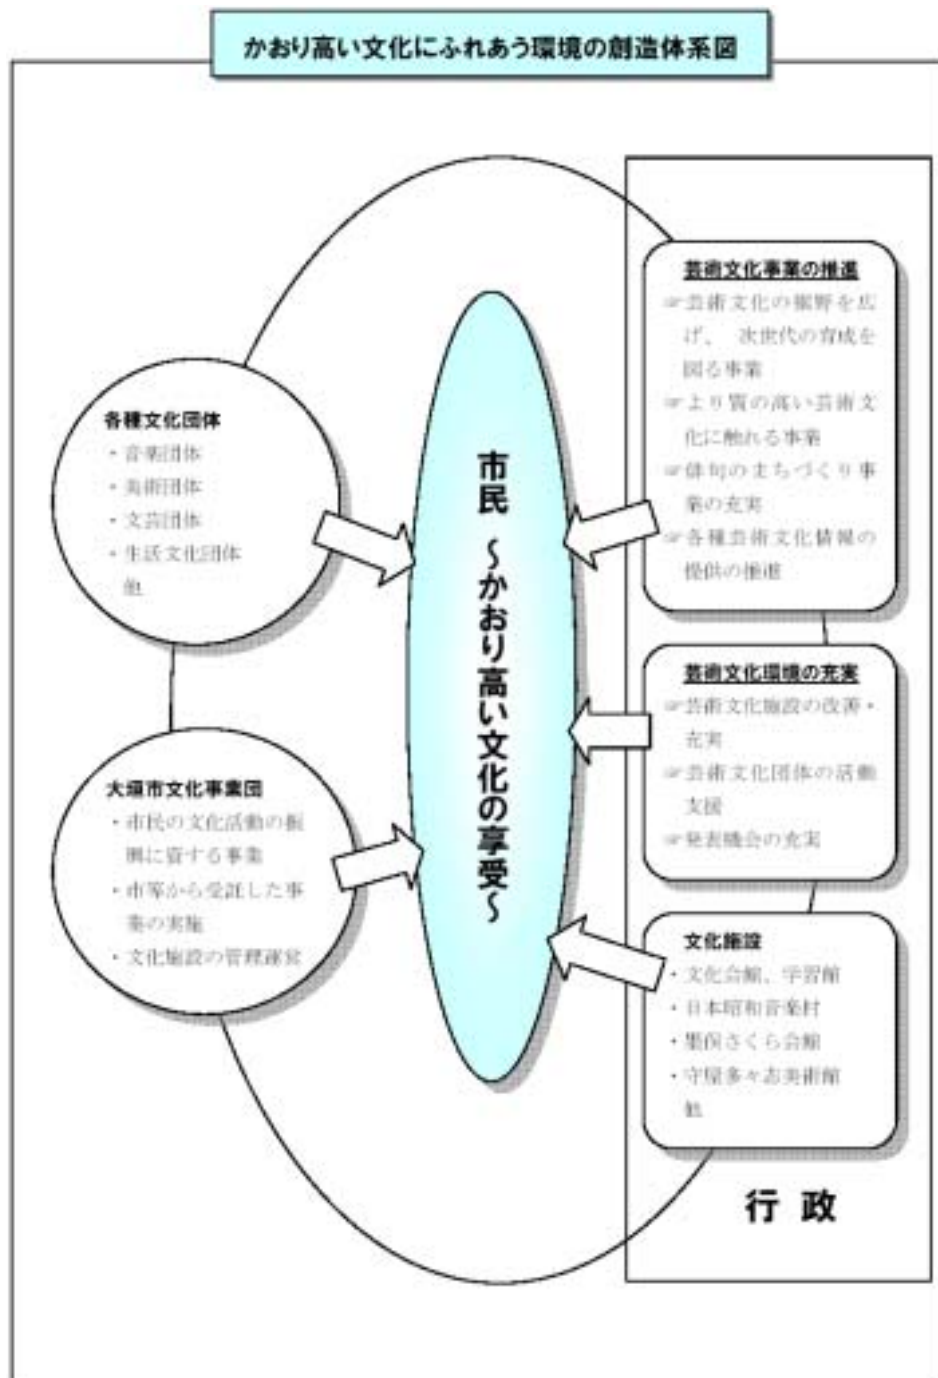 かおり高い文化にふれあう環境の創造体系図
各種文化団体
・音楽団体
・美術団体
・文芸団体
・生活文化団体
他
大垣市文化事業団
・市民の文化活動の振
興に資する事業
・市等から受託した事
業の実施
・文化施設の管理運営
市民 ～かおり高い文化の享受～
芸術文化事業の推進
☞芸術文化の裾野を広
げ、 次世代の育成を
図る事業
☞より質の高い芸術文
化に触れる事業
☞俳句のまちづくり事
業の充実
☞各種芸術文化情報の
提供の推進
芸術文化環境の充実
☞芸術文化施設の改善・
充実
☞芸術文化団体の活動
支援
☞発表機会の充実
文化施設
・文化会館、学習館
・日本昭和音楽村
・墨俣さくら会館
・守屋多々志美術館
他
行政